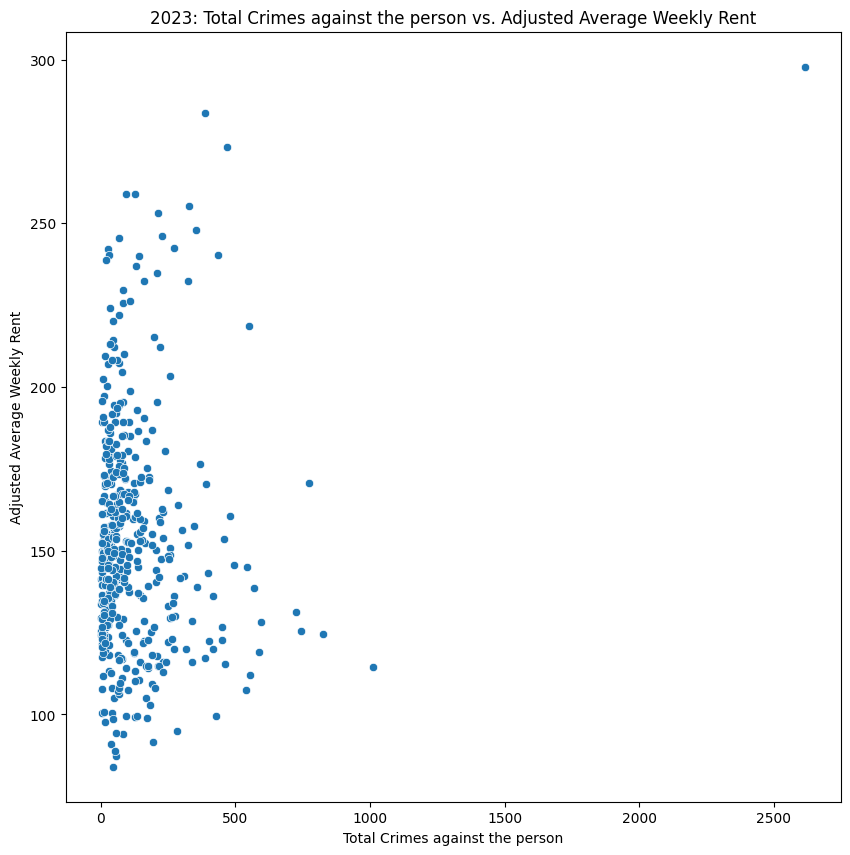 2023: Total Crimes against the person vs. Adjusted Average Weekly Rent
300
250
200
150
100
Adjusted Average Weekly Rent
0 500 1000 1500 2000 2500
Total Crimes against the person